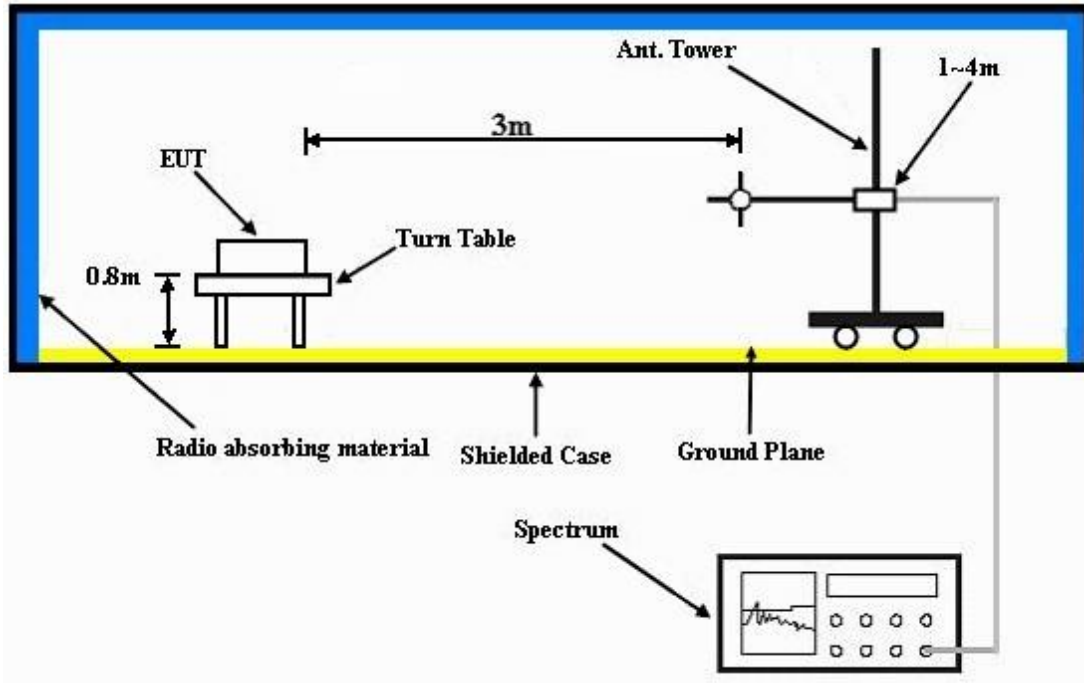 Ant. Tower
1~4m
3m
EUT
Turn Table
0.8m
Radio absorbing material
Shielded Case
Ground Plane
Spectrum